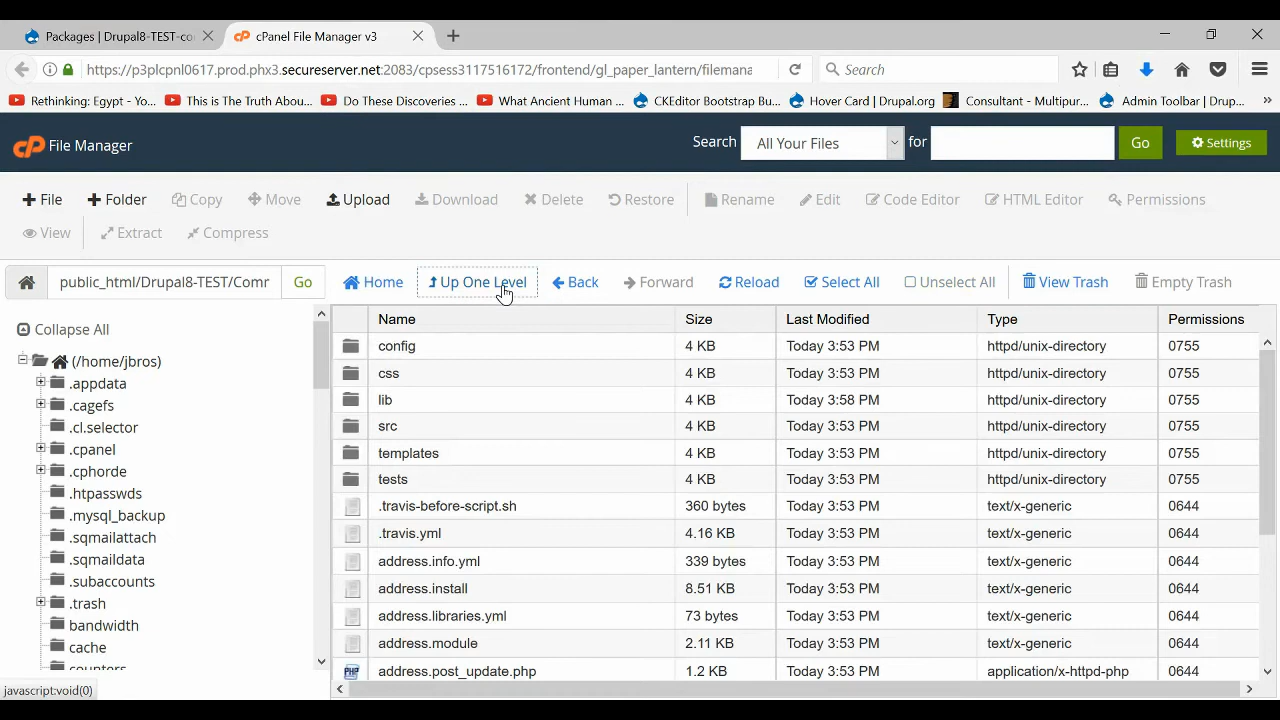 Packages | Drupal8-TEST-co
cPanel File Manager v3
https://p3plcpnl0617.prod.phx3.secureserver.net:2083/cpsess3117516172/frontend/gl_paper_lantern/filema
Search
Rethinking: Egypt - Yo...
This is The Truth Abou...
Do These Discoveries ...
What Ancient Human ...
CKEditor Bootstrap Bu...
Hover Card | Drupal.org
Consultant - Multipur...
Admin Toolbar | Drup...
cP File Manager
Search All Your Files for Go Settings
File Folder Copy Move Upload Download Delete Restore Rename Edit Code Editor HTML Editor Permissions
View Extract Compress
public_html/Drupal8-TEST/Comr Go Home Up One Level Back Forward Reload Select All Unselect All View Trash Empty Trash
Collapse All
(/home/jbros)
.appdata
.cagefs
.cl.selector
.cpanel
.cphorde
.htpasswds
.mysql_backup
.sqmailattach
.sqmaildata
.subaccounts
.trash
bandwidth
cache
counters
Name Size Last Modified Type Permissions
config 4 KB Today 3:53 PM httpd/unix-directory 0755
css 4 KB Today 3:53 PM httpd/unix-directory 0755
lib 4 KB Today 3:58 PM httpd/unix-directory 0755
src 4 KB Today 3:53 PM httpd/unix-directory 0755
templates 4 KB Today 3:53 PM httpd/unix-directory 0755
tests 4 KB Today 3:53 PM httpd/unix-directory 0755
.travis-before-script.sh 360 bytes Today 3:53 PM text/x-generic 0644
.travis.yml 4.16 KB Today 3:53 PM text/x-generic 0644
address.info.yml 339 bytes Today 3:53 PM text/x-generic 0644
address.install 8.51 KB Today 3:53 PM text/x-generic 0644
address.libraries.yml 73 bytes Today 3:53 PM text/x-generic 0644
address.module 2.11 KB Today 3:53 PM text/x-generic 0644
PHP address.post_update.php 1.2 KB Today 3:53 PM application/x-httpd-php 0644
javascript:void(0)